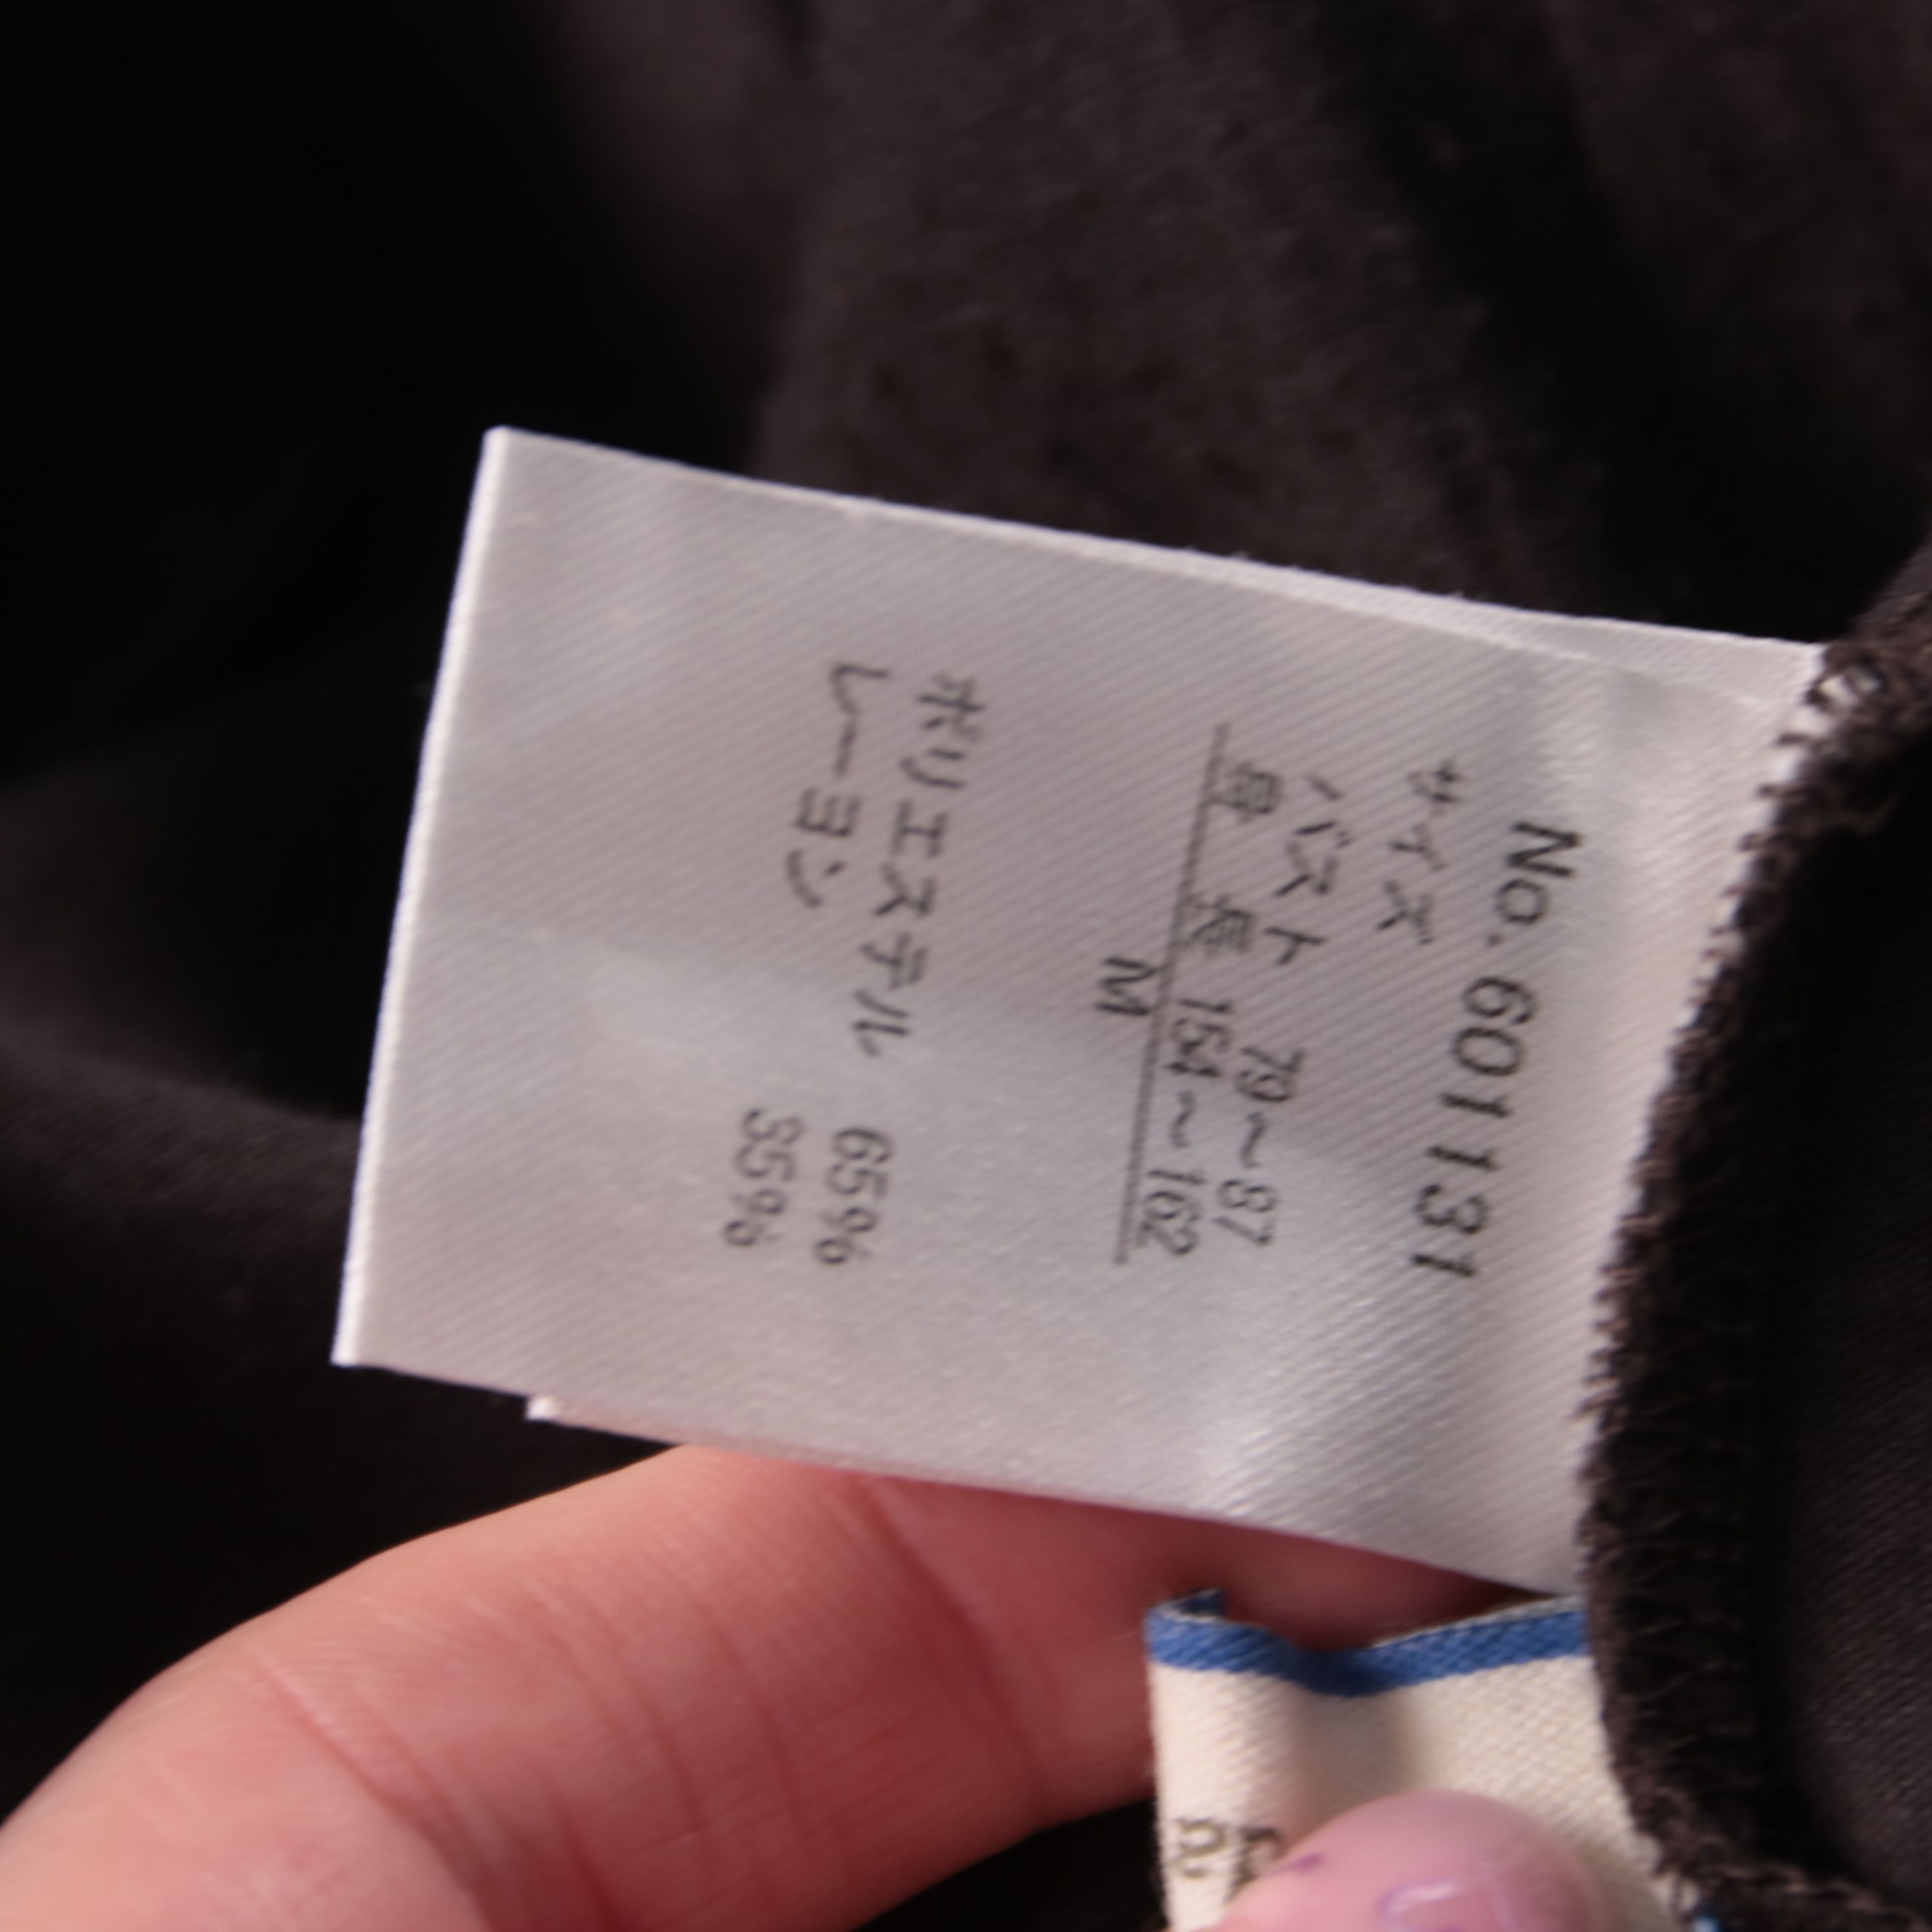 No. 601131
サイズ
バスト 79~87
身長 154~162
M
ポリエステル 65%
レーヨン 35%